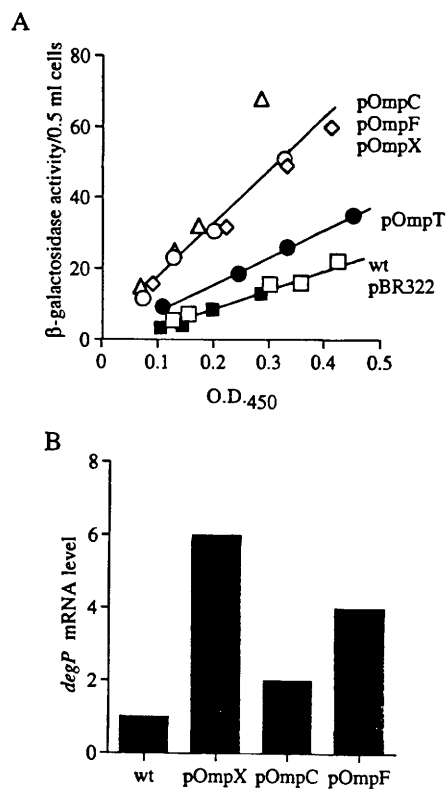 A
β-galactosidase activity/0.5 ml cells
80
60
40
20
0
0
0.1
0.2
0.3
0.4
0.5
O.D.450
pOmpC
pOmpF
pOmpX
pOmpT
wt
pBR322
B
degP mRNA level
8
6
4
2
0
wt
pOmpX
pOmpC
pOmpF